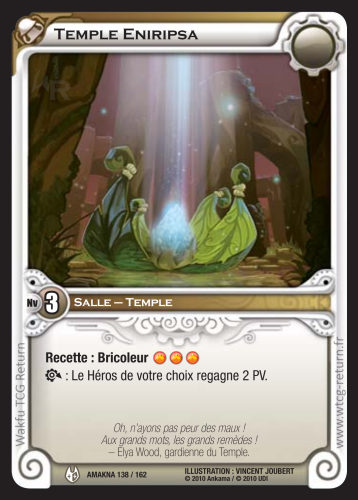 Temple Eniripsa
Nv 3 Salle – Temple
Recette : Bricoleur
: Le Héros de votre choix regagne 2 PV.
Oh, n'ayons pas peur des maux !
Aux grands mots, les grands remèdes !
– Elya Wood, gardienne du Temple.
AMAKNA 138 / 162
ILLUSTRATION : VINCENT JOUBERT
© 2010 Ankama / © 2010 UDI
Wakfu TCG Return
www.wtcg-return.fr